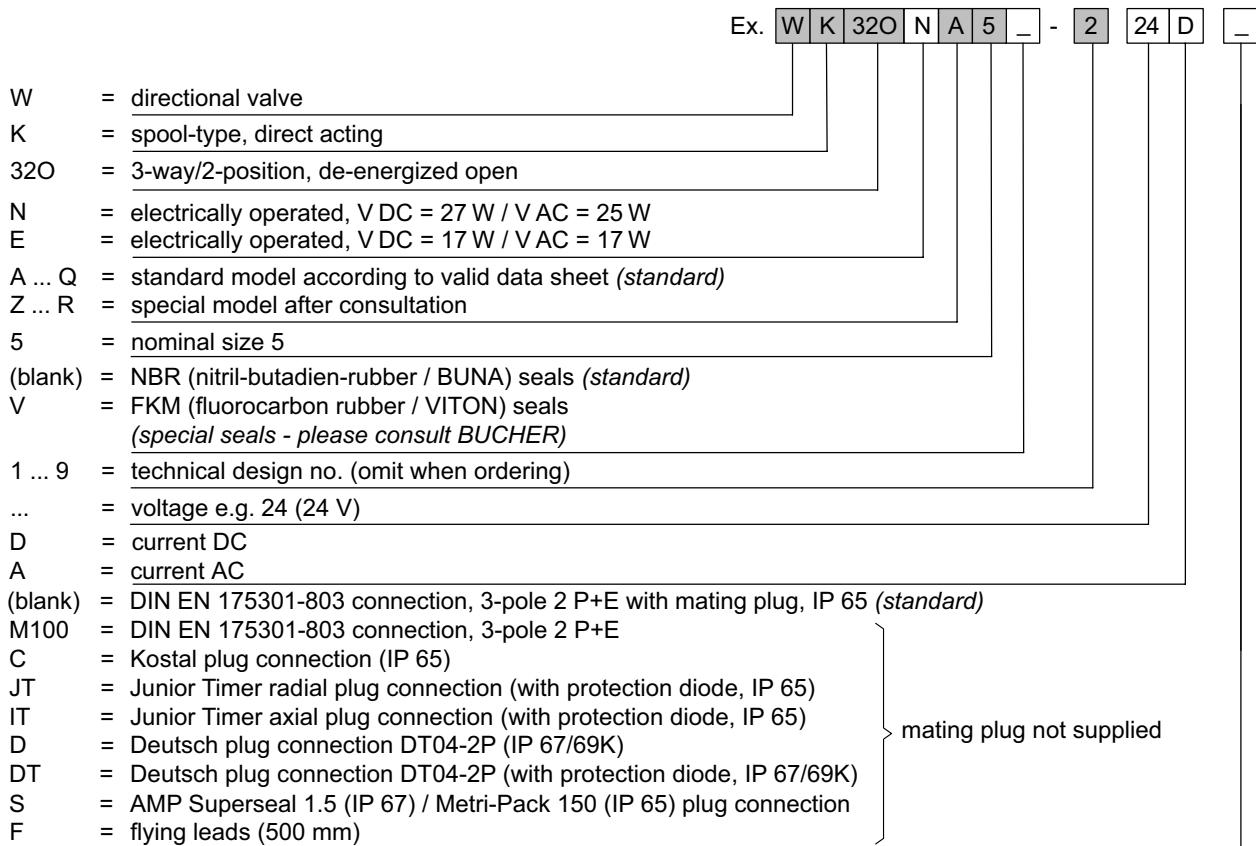 Ex. W K 32O N A 5 _ - 2 24 D _
W = directional valve
K = spool-type, direct acting
32O = 3-way/2-position, de-energized open
N = electrically operated, V DC = 27 W / V AC = 25 W
E = electrically operated, V DC = 17 W / V AC = 17 W
A ... Q = standard model according to valid data sheet (standard)
Z ... R = special model after consultation
5 = nominal size 5
(blank) = NBR (nitril-butadien-rubber / BUNA) seals (standard)
V = FKM (fluorocarbon rubber / VITON) seals
(special seals - please consult BUCHER)
1 ... 9 = technical design no. (omit when ordering)
... = voltage e.g. 24 (24 V)
D = current DC
A = current AC
(blank) = DIN EN 175301-803 connection, 3-pole 2 P+E with mating plug, IP 65 (standard)
M100 = DIN EN 175301-803 connection, 3-pole 2 P+E
C = Kostal plug connection (IP 65)
JT = Junior Timer radial plug connection (with protection diode, IP 65)
IT = Junior Timer axial plug connection (with protection diode, IP 65)
D = Deutsch plug connection DT04-2P (IP 67/69K)
DT = Deutsch plug connection DT04-2P (with protection diode, IP 67/69K)
S = AMP Superseal 1.5 (IP 67) / Metri-Pack 150 (IP 65) plug connection
F = flying leads (500 mm)
mating plug not supplied